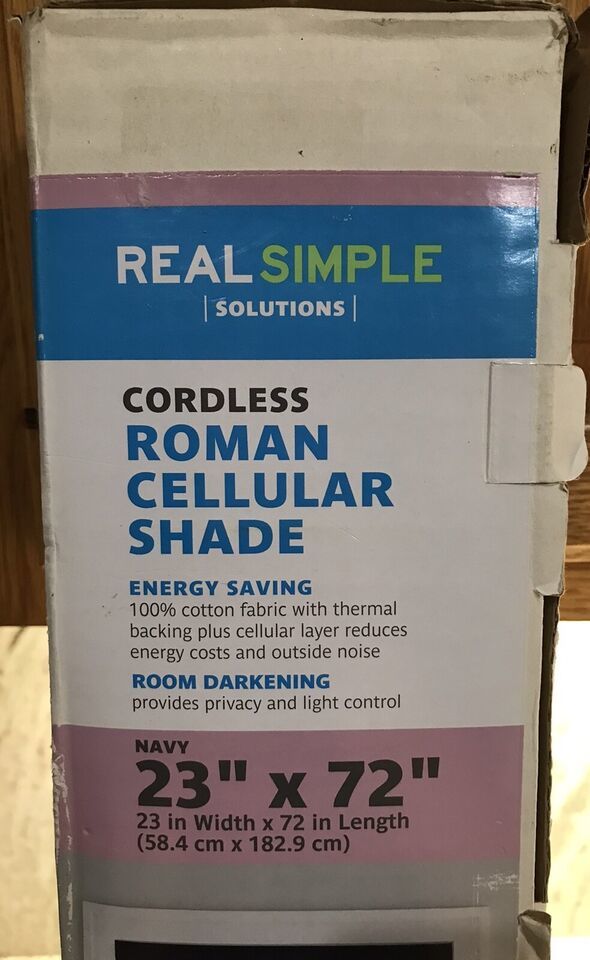 REAL SIMPLE
| SOLUTIONS |
CORDLESS
ROMAN
CELLULAR
SHADE
ENERGY SAVING
100% cotton fabric with thermal
backing plus cellular layer reduces
energy costs and outside noise
ROOM DARKENING
provides privacy and light control
NAVY
23" x 72"
23 in Width x 72 in Length
(58.4 cm x 182.9 cm)